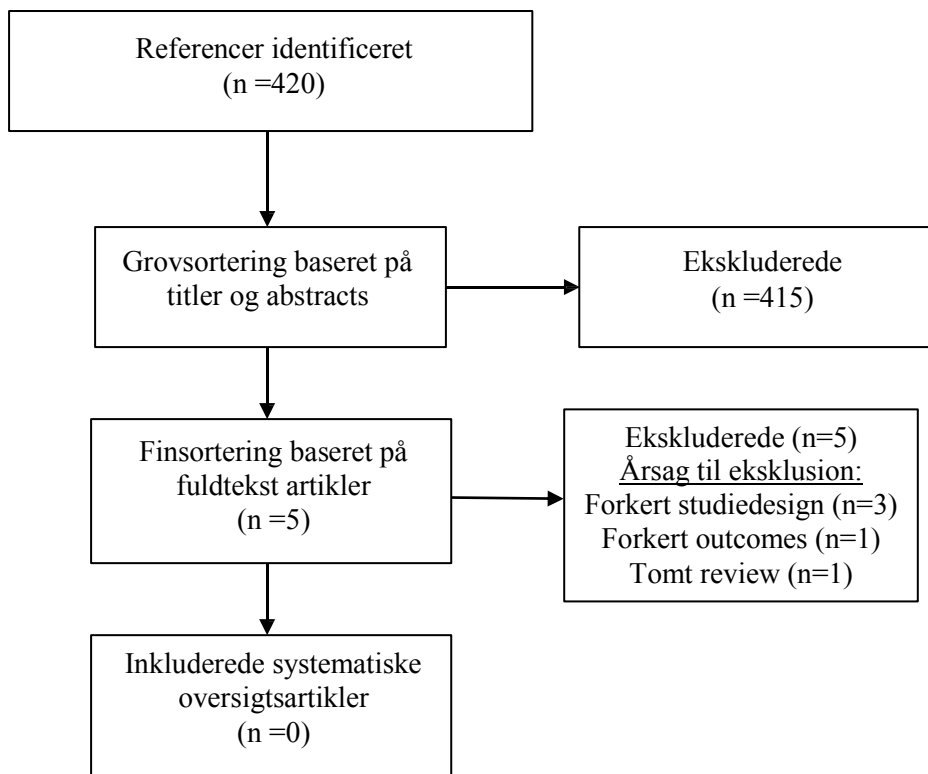 Referencer identificeret
(n =420)
Grovsortering baseret på
titler og abstracts
Ekskluderede
(n =415)
Finsortering baseret på
fuldtekst artikler
(n =5)
Ekskluderede (n=5)
Årsag til eksklusion:
Forkert studiedesign (n=3)
Forkert outcomes (n=1)
Tomt review (n=1)
Inkluderede systematiske
oversigtsartikler
(n =0)